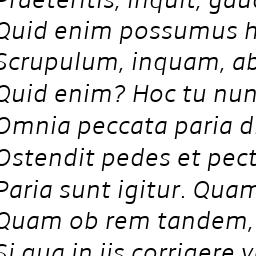 Praeteritis, inquit, gaud
Quid enim possumus h
Scrupulum, inquam, ab
Quid enim? Hoc tu nun
Omnia peccata paria d
Ostendit pedes et pect
Paria sunt igitur. Quam
Quam ob rem tandem,
Si qua in iis corrigere v